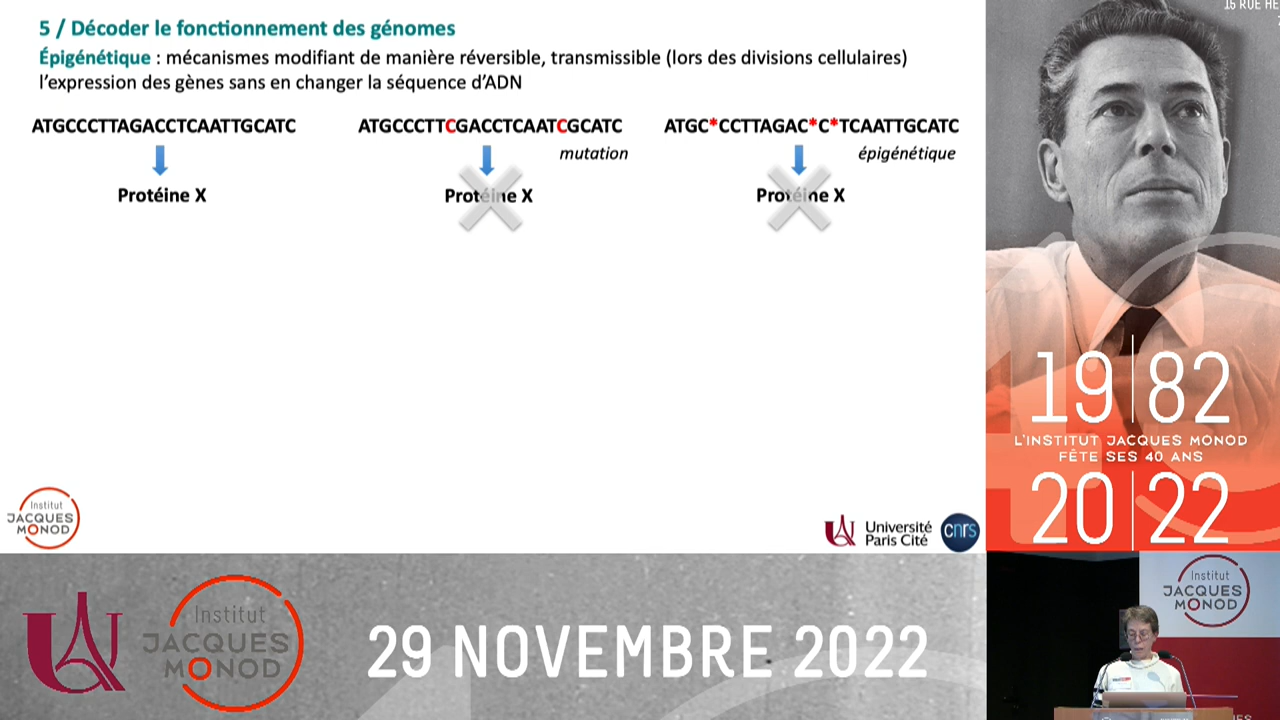 5 / Décoder le fonctionnement des génomes
Épigénétique : mécanismes modifiant de manière réversible, transmissible (lors des divisions cellulaires)
l'expression des gènes sans en changer la séquence d'ADN
ATGCCCTTAGACCTCAATTGCATC
Protéine X
ATGCCCTTCGACCTCAATCGCATC
mutation
Protéine X
ATGC*CCTTAGAC*C*TCAATTGCATC
épigénétique
Protéine X
Institut
JACQUES
MONOD
Université
Paris Cité
cnrs
15 RUE HE
19 82
L'INSTITUT JACQUES MONOD
FÊTE SES 40 ANS
20 22
Institut
JACQUES
MONOD
29 NOVEMBRE 2022
Institut
JACQUES
MONOD